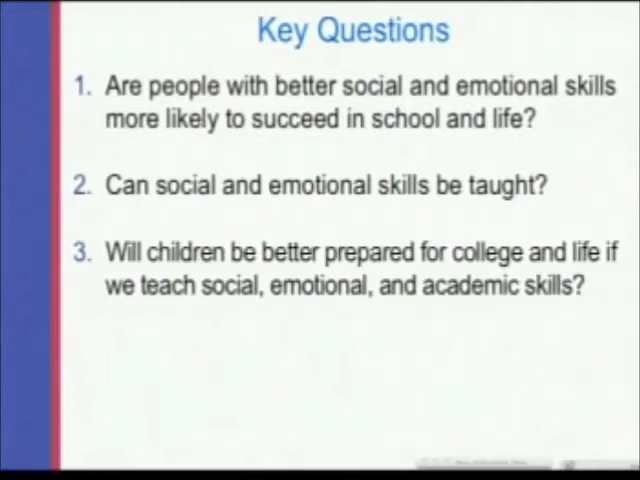 Key Questions
1. Are people with better social and emotional skills
more likely to succeed in school and life?
2. Can social and emotional skills be taught?
3. Will children be better prepared for college and life if
we teach social, emotional, and academic skills?